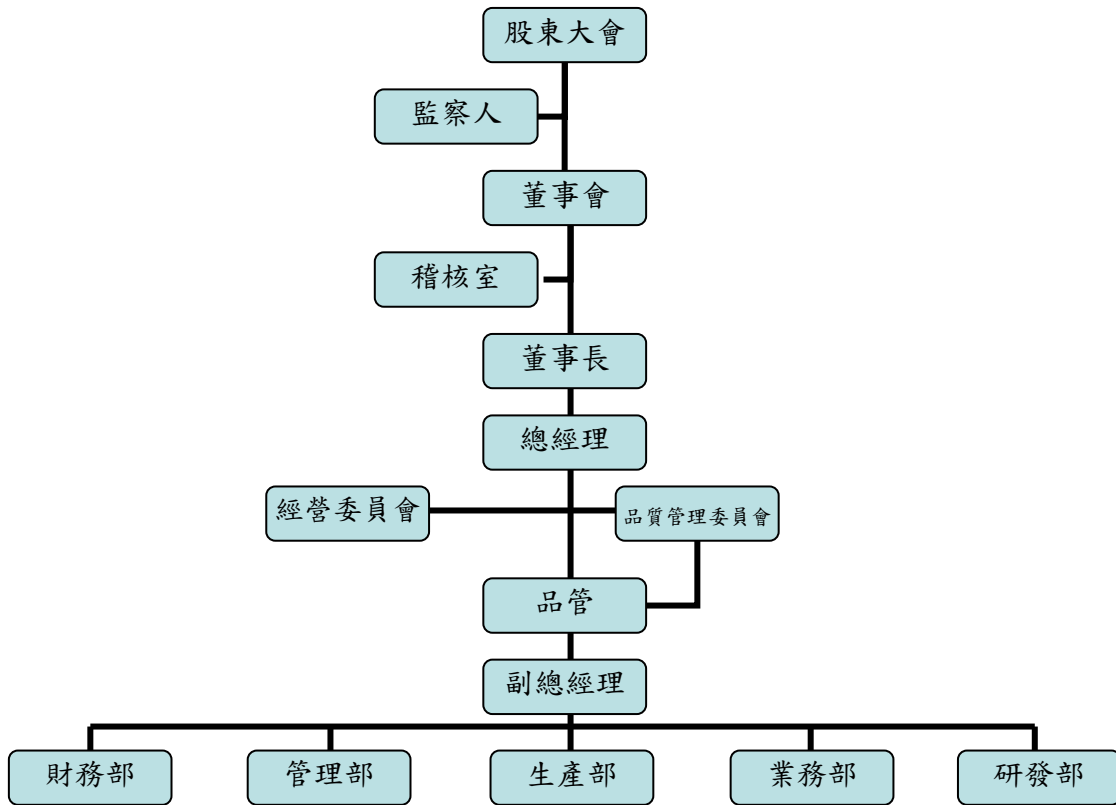 股東大會
監察人
董事會
稽核室
董事長
總經理
經營委員會
品質管理委員會
品管
副總經理
財務部
管理部
生產部
業務部
研發部